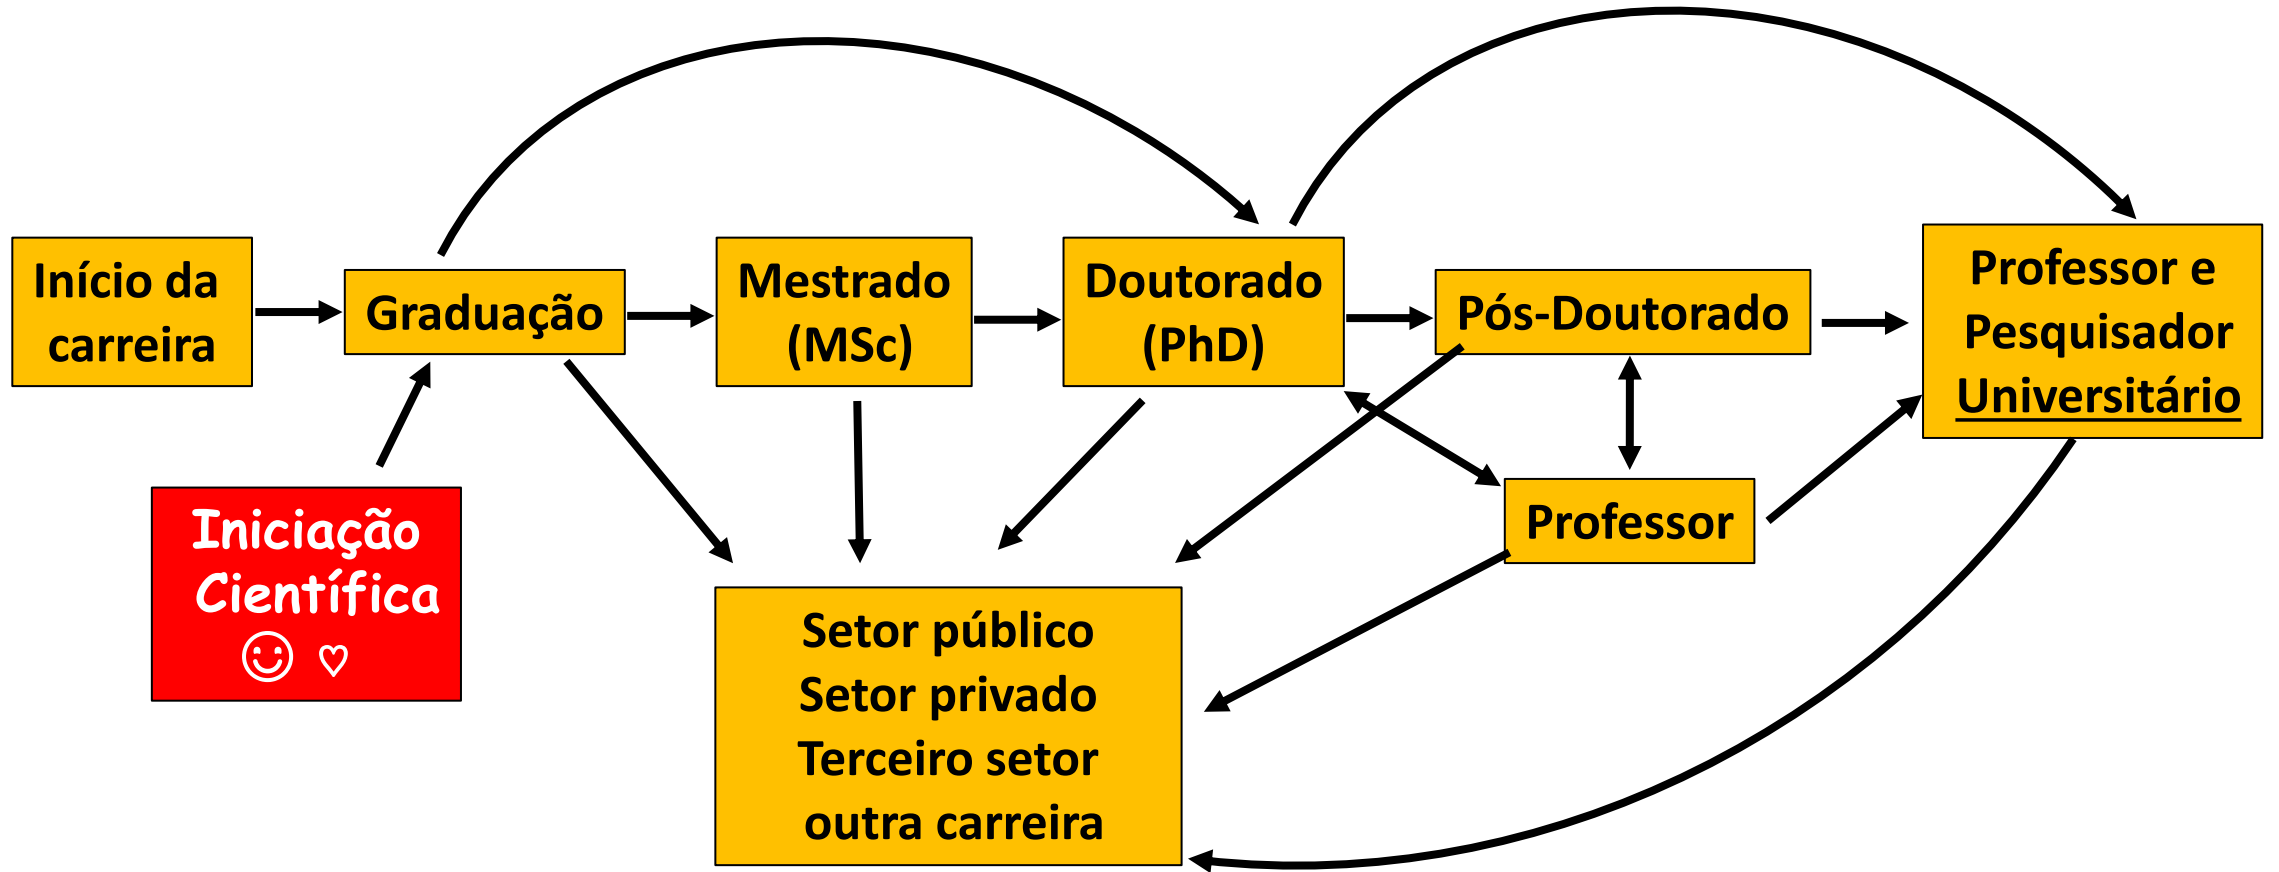 Início da
carreira
Graduação
Mestrado
(MSc)
Doutorado
(PhD)
Pós-Doutorado
Professor e
Pesquisador
Universitário
Iniciação
Científica
Professor
Setor público
Setor privado
Terceiro setor
outra carreira